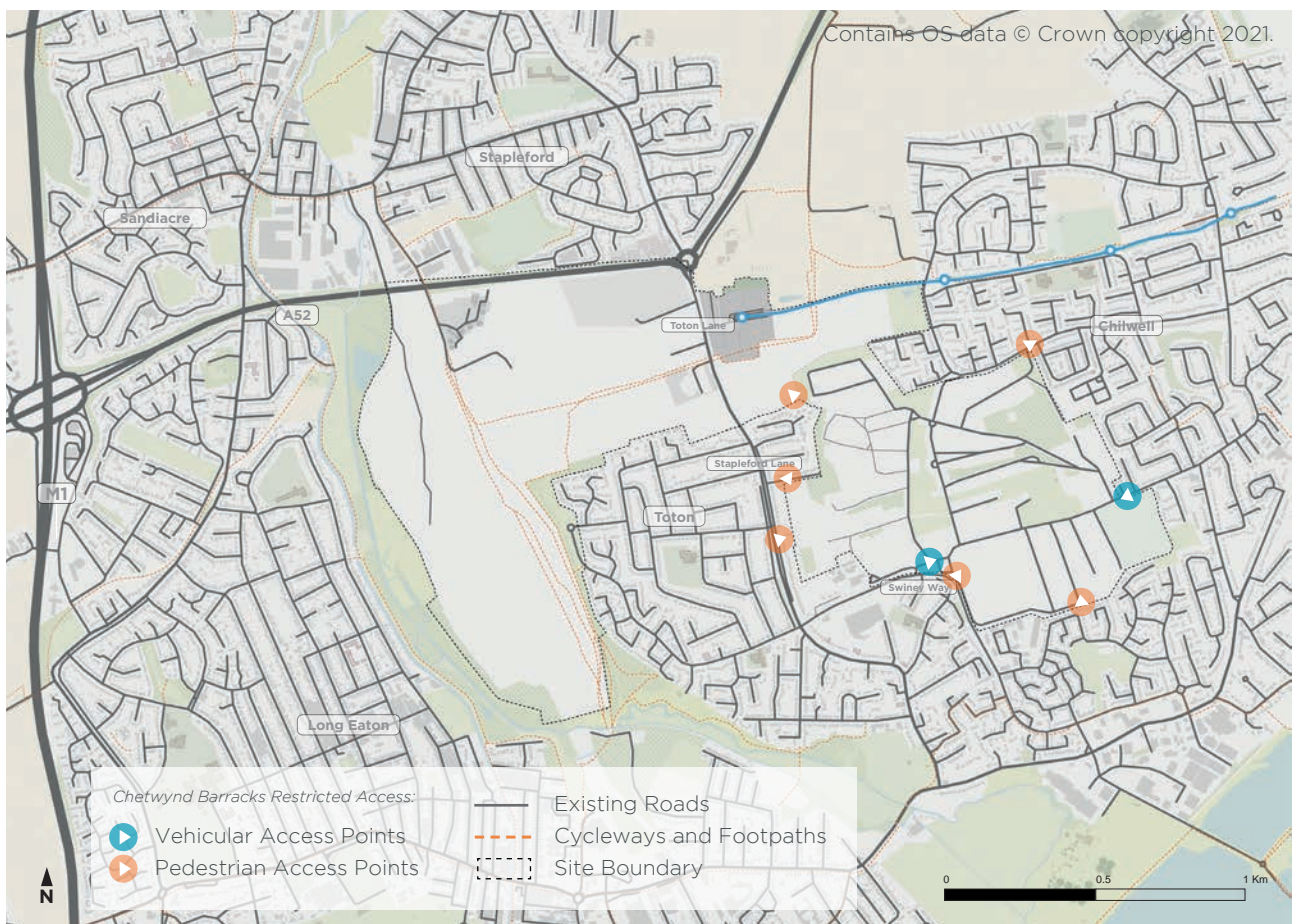 Contains OS data © Crown copyright 2021.
Stapleford
Sandiacre
A52
Toton Lane
Chilwell
Stapleford Lane
M1
Toton
Swiney Way
Long Eaton
Chetwynd Barracks Restricted Access:
Vehicular Access Points
Pedestrian Access Points
Existing Roads
Cycleways and Footpaths
Site Boundary
N
0 0.5 1 Km